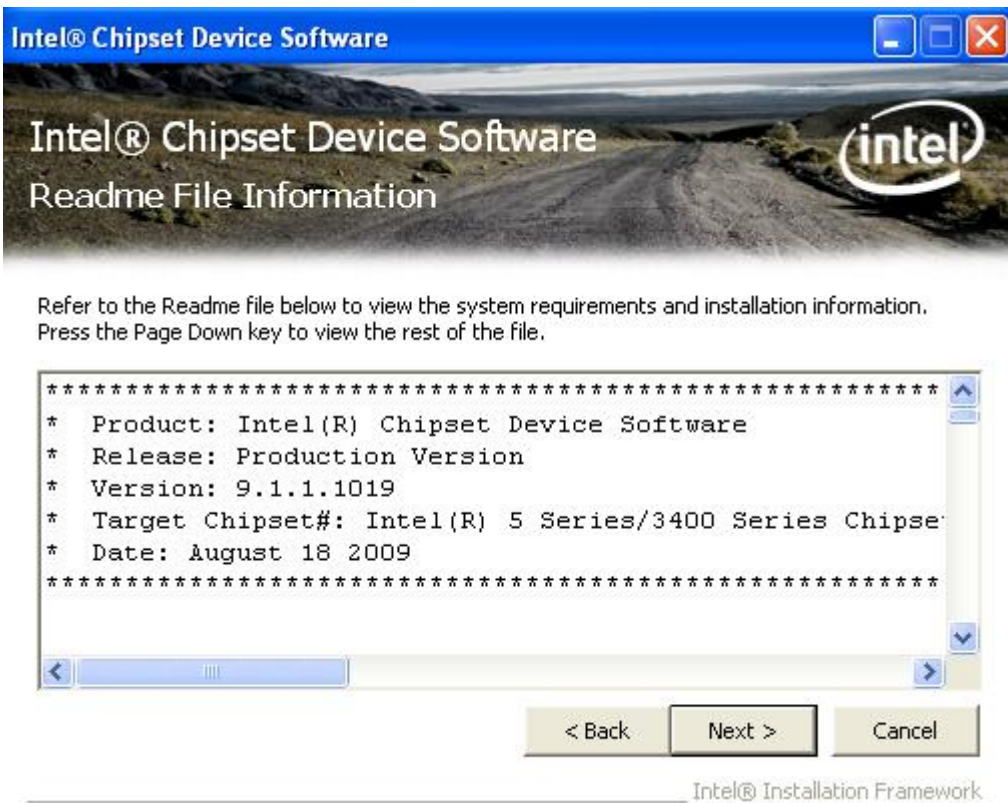 Intel® Chipset Device Software
Intel® Chipset Device Software
intel
Readme File Information
Refer to the Readme file below to view the system requirements and installation information.
Press the Page Down key to view the rest of the file.
*********************************************************
* Product: Intel(R) Chipset Device Software
* Release: Production Version
* Version: 9.1.1.1019
* Target Chipset#: Intel(R) 5 Series/3400 Series Chipse
* Date: August 18 2009
*********************************************************
< Back Next > Cancel
Intel® Installation Framework